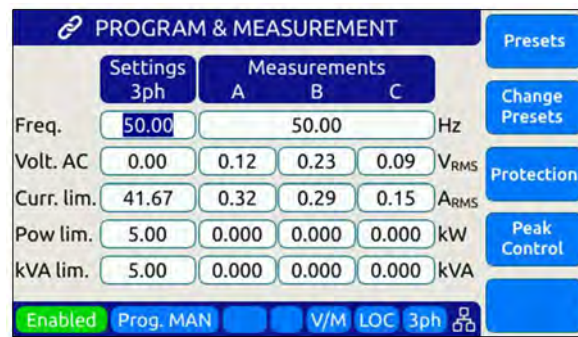 PROGRAM & MEASUREMENT
Settings Measurements
3ph A B C
Freq. 50.00 50.00 Hz
Volt. AC 0.00 0.12 0.23 0.09 VRMS
Curr. lim. 41.67 0.32 0.29 0.15 ARMS
Pow lim. 5.00 0.000 0.000 0.000 kW
kVA lim. 5.00 0.000 0.000 0.000 kVA
Enabled Prog. MAN V/M LOC 3ph
Presets
Change
Presets
Protection
Peak
Control